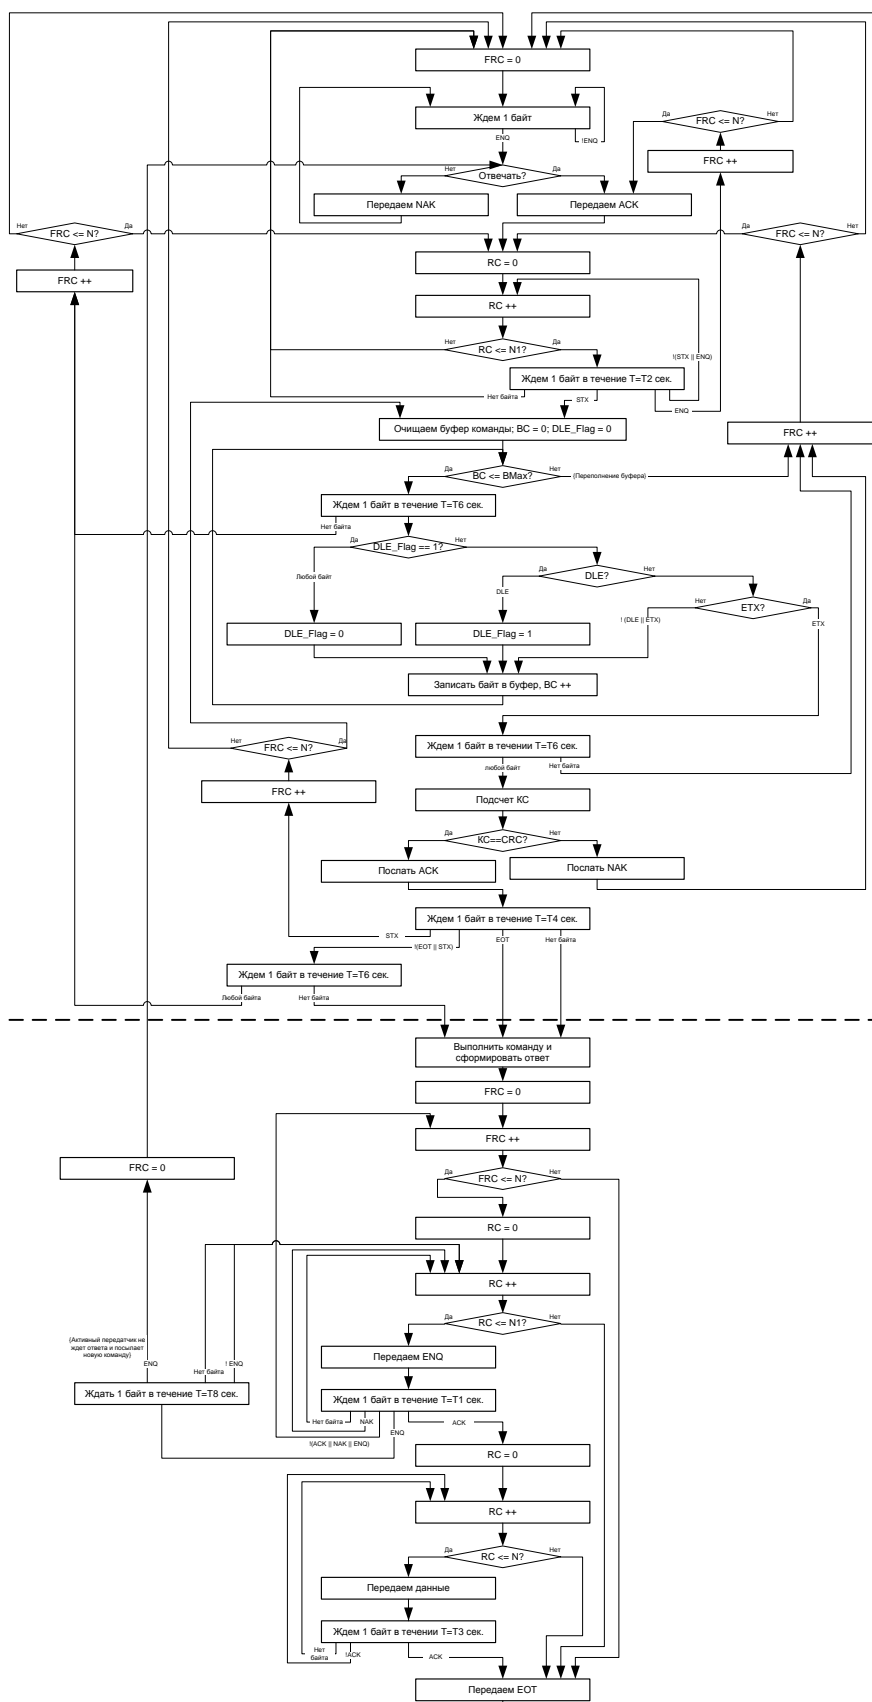 FRC = 0
Ждем 1 байт
ENQ
!ENQ
Да
FRC <= N?
Нет
FRC ++
Нет
Отвечать?
Да
Передаем NAK
Передаем ACK
Нет
FRC <= N?
Да
Да
FRC <= N?
Нет
RC = 0
FRC ++
RC ++
Нет
RC <= N1?
Да
!(STX || ENQ)
Ждем 1 байт в течение T=T2 сек.
Нет байта
STX
ENQ
Очищаем буфер команды; BC = 0; DLE_Flag = 0
FRC ++
Да
BC <= BMax?
Нет
(Переполнение буфера)
Ждем 1 байт в течение T=T6 сек.
Нет байта
Да
DLE_Flag == 1?
Нет
Любой байт
Да
DLE?
Нет
DLE
Нет
ETX?
Да
! (DLE || ETX)
ETX
DLE_Flag = 0
DLE_Flag = 1
Записать байт в буфер, BC ++
Нет
FRC <= N?
Да
Ждем 1 байт в течении T=T6 сек.
любой байт
Нет байта
FRC ++
Подсчет КС
Да
КС==CRC?
Нет
Послать ACK
Послать NAK
Ждем 1 байт в течение T=T4 сек.
STX
!(EOT || STX)
EOT
Нет байта
Ждем 1 байт в течение T=T6 сек.
Любой байта
Нет байта
Выполнить команду и
сформировать ответ
FRC = 0
FRC ++
FRC = 0
Да
FRC <= N?
Нет
RC = 0
RC ++
Да
RC <= N1?
Нет
(Активный передатчик не
ждет ответа и посылает
новую команду)
ENQ
Нет байта
! ENQ
Передаем ENQ
Ждать 1 байт в течение T=T8 сек.
Ждем 1 байт в течение T=T1 сек.
Нет байта
NAK
!(ACK || NAK || ENQ)
ENQ
ACK
RC = 0
RC ++
Да
RC <= N?
Нет
Передаем данные
Ждем 1 байт в течении T=T3 сек.
Нет
байта
!ACK
ACK
Передаем EOT